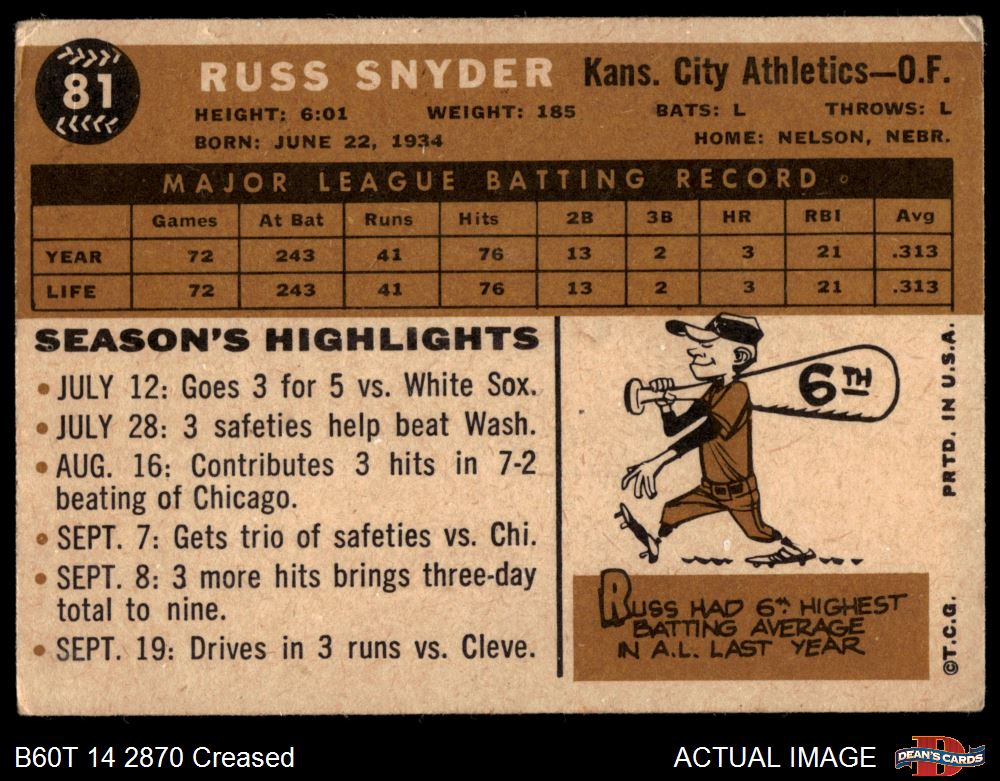 81
RUSS SNYDER Kans. City Athletics—O.F.
HEIGHT: 6:01 WEIGHT: 185 BATS: L THROWS: L
BORN: JUNE 22, 1934 HOME: NELSON, NEBR.
MAJOR LEAGUE BATTING RECORD
Games At Bat Runs Hits 2B 3B HR RBI Avg
YEAR 72 243 41 76 13 2 3 21 .313
LIFE 72 243 41 76 13 2 3 21 .313
SEASON'S HIGHLIGHTS
• JULY 12: Goes 3 for 5 vs. White Sox.
• JULY 28: 3 safeties help beat Wash.
• AUG. 16: Contributes 3 hits in 7-2
beating of Chicago.
• SEPT. 7: Gets trio of safeties vs. Chi.
• SEPT. 8: 3 more hits brings three-day
total to nine.
• SEPT. 19: Drives in 3 runs vs. Cleve.
6TH
RUSS HAD 6TH HIGHEST
BATTING AVERAGE
IN A.L. LAST YEAR
©T.C.G. PRTD. IN U.S.A.
B60T 14 2870 Creased ACTUAL IMAGE
DEAN'S CARDS